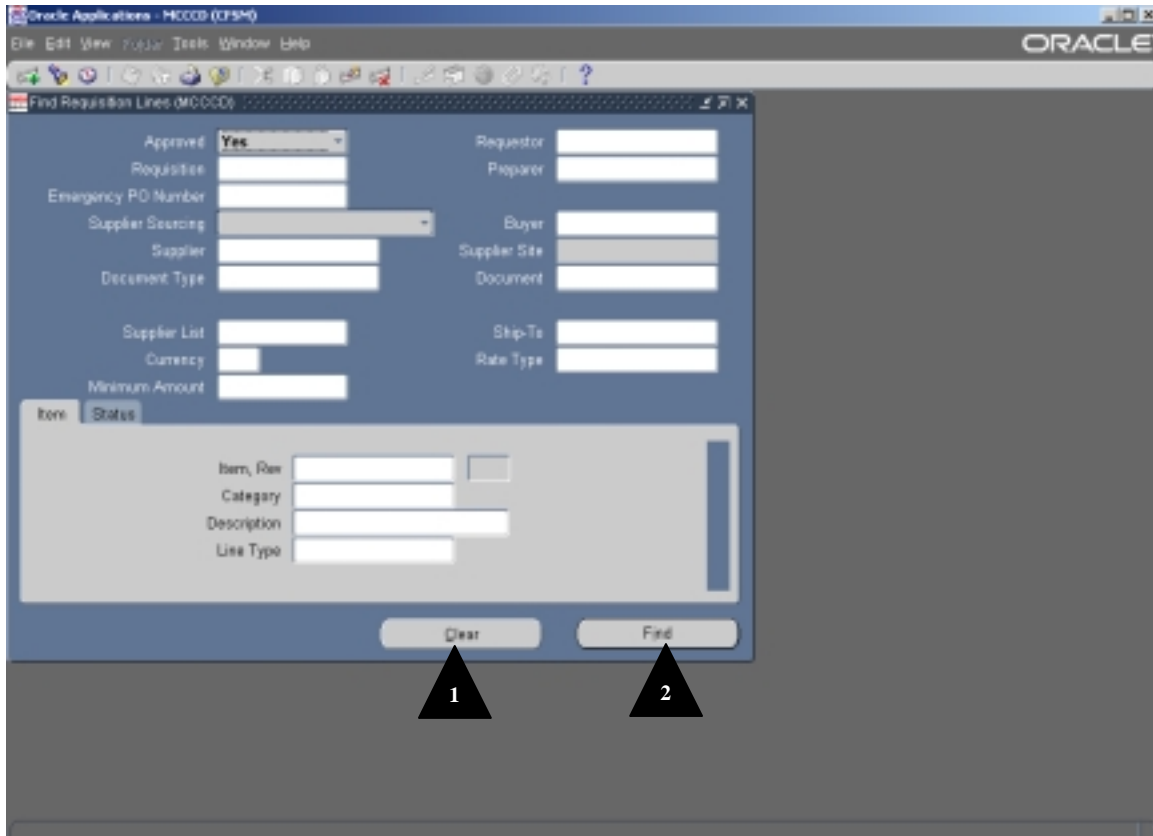 Oracle Applications - MCCCD (CFSM)
File Edit View Folder Tools Window Help
ORACLE
Find Requisition Lines (MCCCD)
Approved Yes Requestor
Requisition Preparer
Emergency PO Number
Supplier Sourcing Buyer
Supplier Supplier Site
Document Type Document
Supplier List Ship-To
Currency Rate Type
Minimum Amount
Item Status
Item, Rev
Category
Description
Line Type
Clear Find
1 2